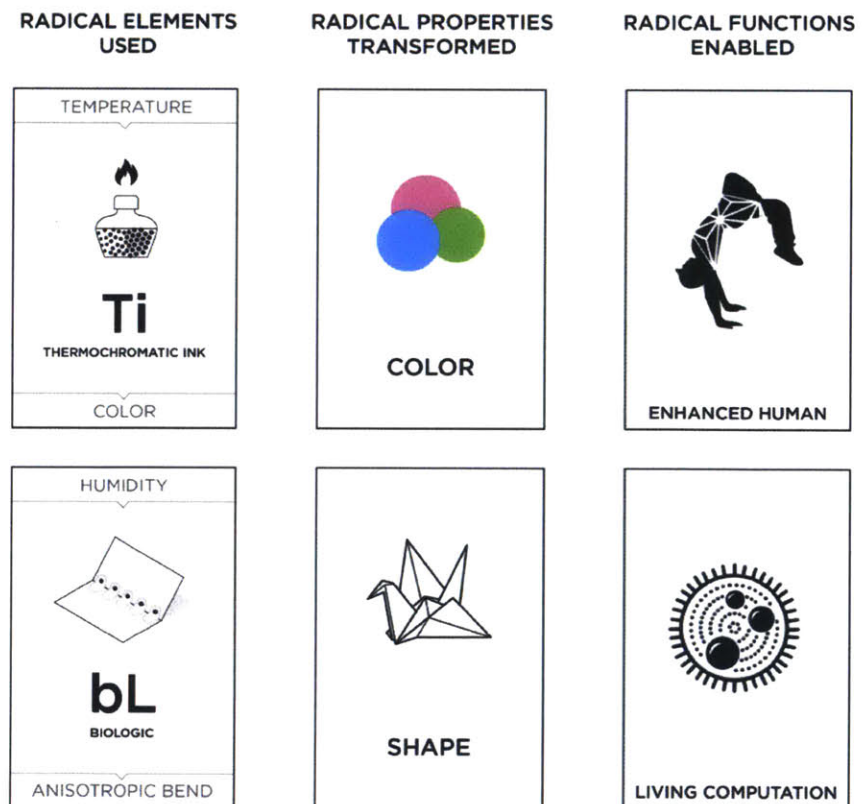 RADICAL ELEMENTS
USED
RADICAL PROPERTIES
TRANSFORMED
RADICAL FUNCTIONS
ENABLED
TEMPERATURE
Ti
THERMOCHROMATIC INK
COLOR
COLOR
ENHANCED HUMAN
HUMIDITY
bL
BIOLOGIC
ANISOTROPIC BEND
SHAPE
LIVING COMPUTATION